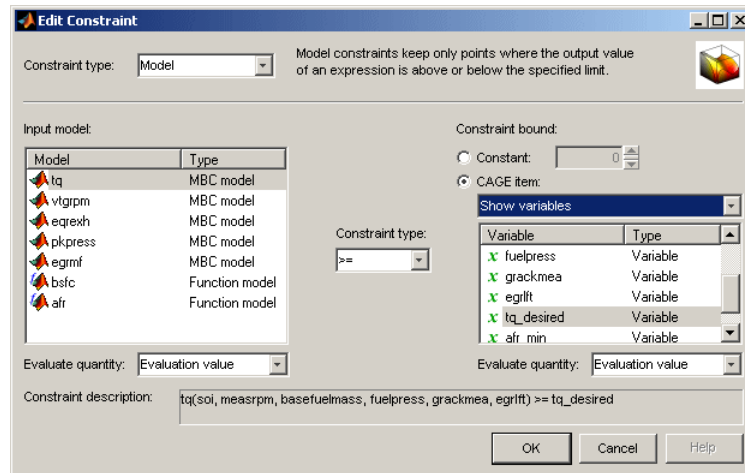 Edit Constraint
Constraint type: Model
Model constraints keep only points where the output value
of an expression is above or below the specified limit.
Input model:
Model Type
tq MBC model
vtgrpm MBC model
eqrexh MBC model
pkpress MBC model
egrmf MBC model
bsfc Function model
afr Function model
Evaluate quantity: Evaluation value
Constraint type:
>=
Constraint bound:
Constant: 0
CAGE item:
Show variables
Variable Type
x fuelpress Variable
x grackmea Variable
x egrlft Variable
x tq_desired Variable
x afr min Variable
Evaluate quantity: Evaluation value
Constraint description: tq(soi, measrpm, basefuelmass, fuelpress, grackmea, egrlft) >= tq_desired
OK Cancel Help